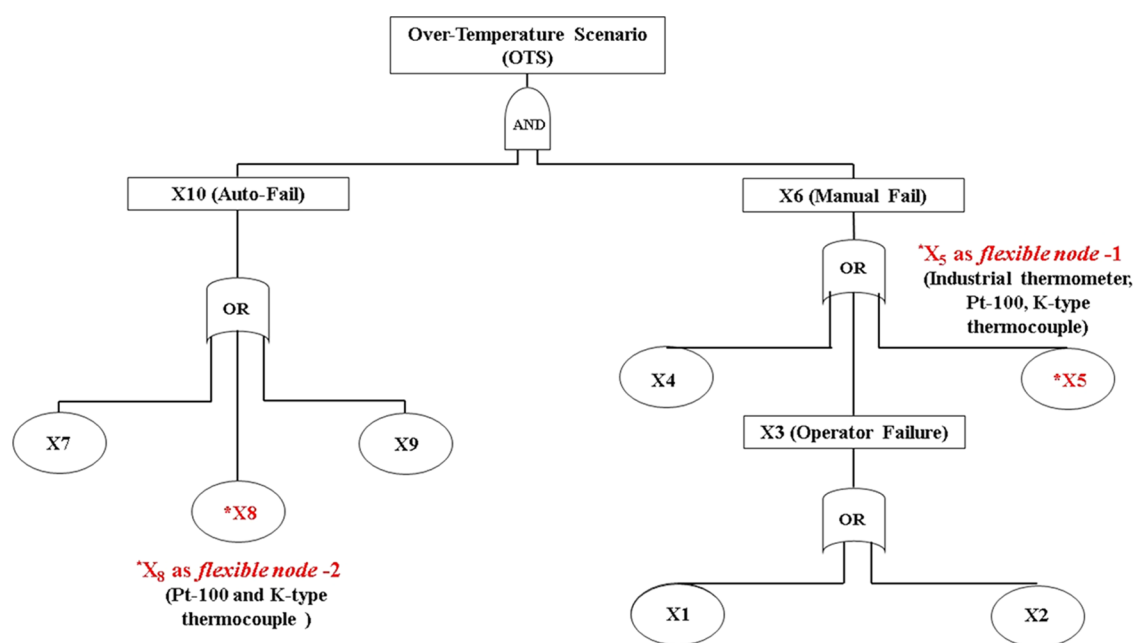 Over-Temperature Scenario
(OTS)
AND
X10 (Auto-Fail)
X6 (Manual Fail)
OR
OR
*X5 as flexible node -1
(Industrial thermometer,
Pt-100, K-type
thermocouple)
X4
*X5
X7
X9
X3 (Operator Failure)
*X8
OR
*X8 as flexible node -2
(Pt-100 and K-type
thermocouple )
X1
X2